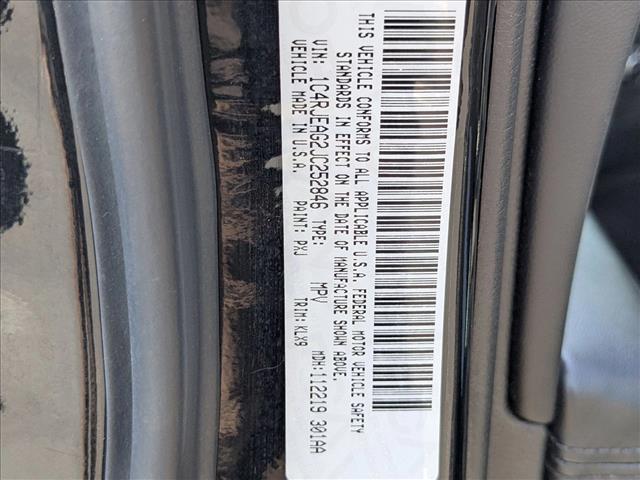 THIS VEHICLE CONFORMS TO ALL APPLICABLE U.S.A. FEDERAL MOTOR VEHICLE SAFETY
STANDARDS IN EFFECT ON THE DATE OF MANUFACTURE SHOWN ABOVE.
VIN: 1C4RJEAG2JC252846 TYPE: MPV MDH:112219 301AA
VEHICLE MADE IN U.S.A. PAINT: PXJ TRIM:KLX9